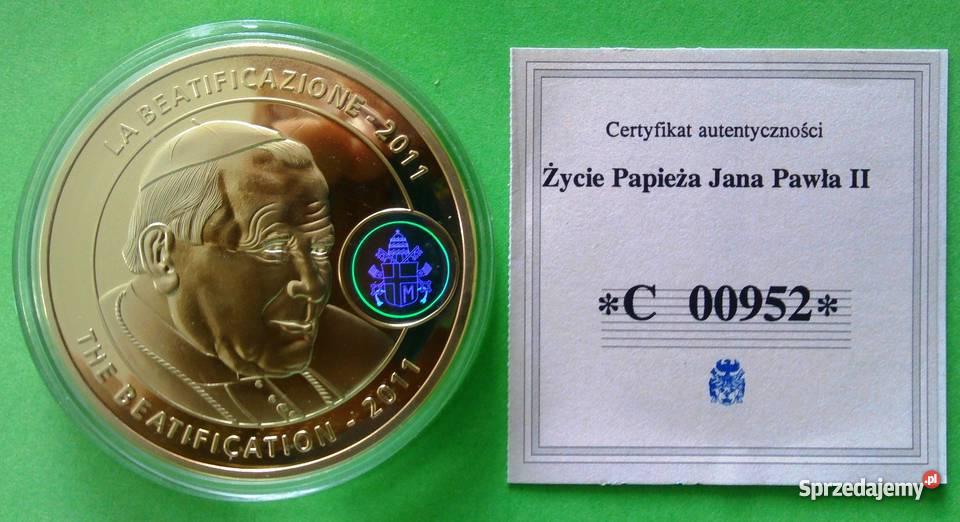 LA BEATIFICAZIONE - 2011
THE BEATIFICATION - 2011
M
Certyfikat autentyczności
Życie Papieża Jana Pawła II
*C 00952*
Sprzedajemy.pl